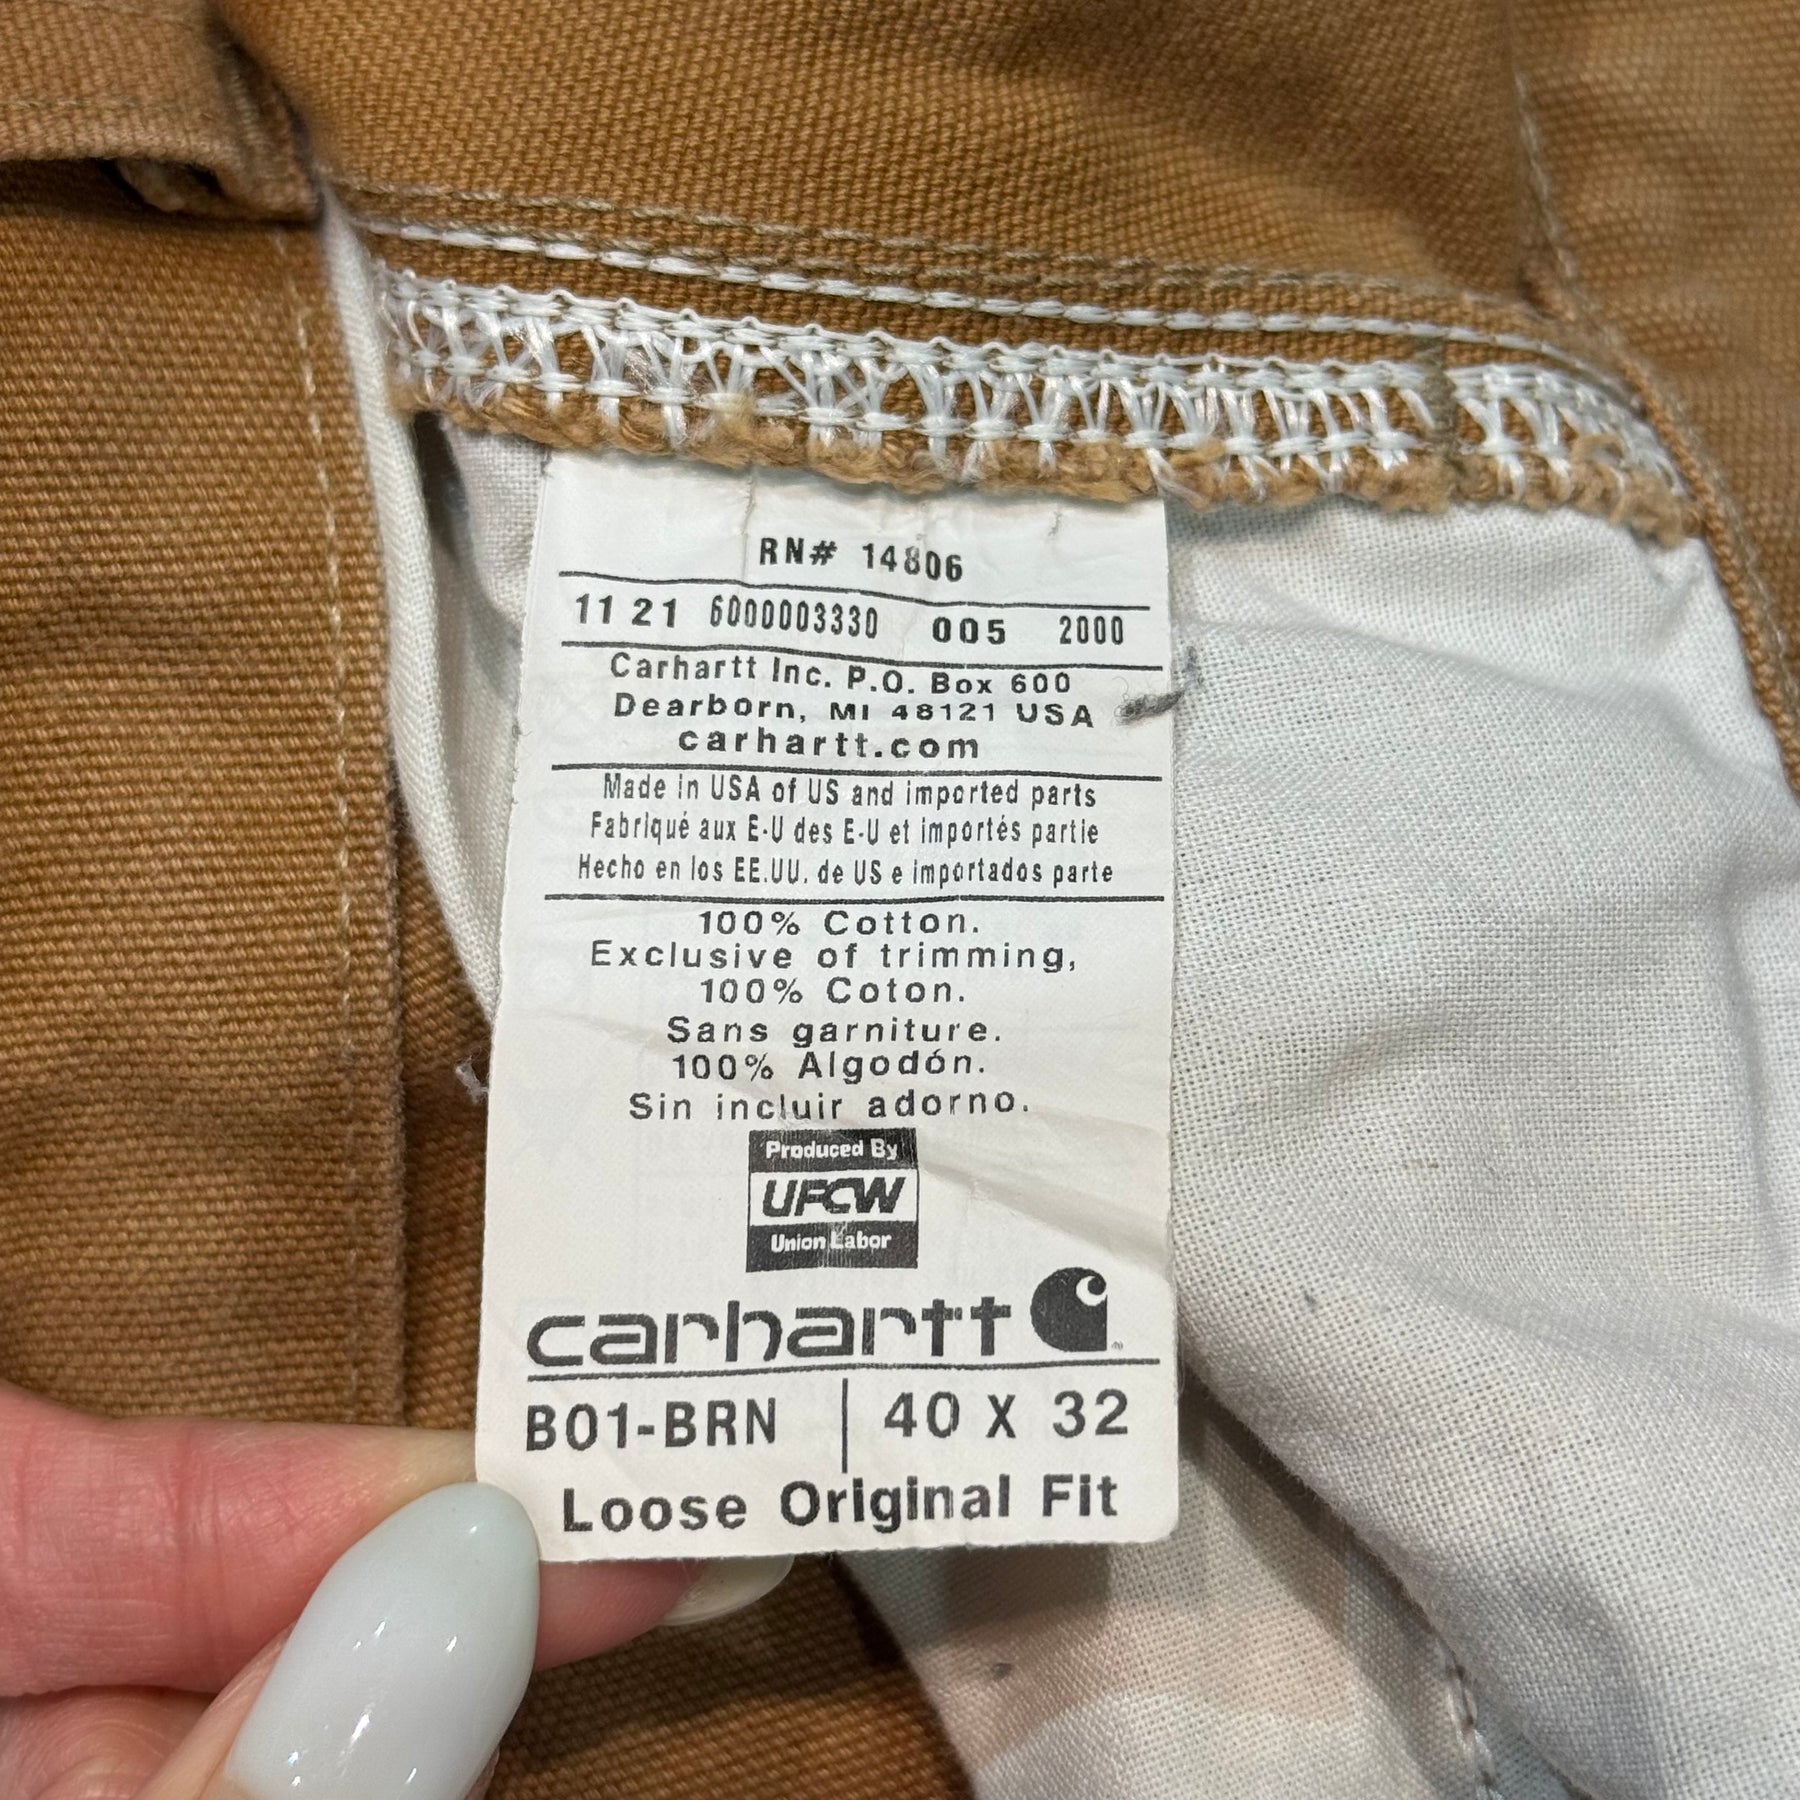 RN# 14806
11 21 6000003330 005 2000
Carhartt Inc. P.O. Box 600
Dearborn, MI 48121 USA
carhartt.com
Made in USA of US and imported parts
Fabriqué aux E-U des E-U et importés partie
Hecho en los EE.UU. de US e importados parte
100% Cotton.
Exclusive of trimming,
100% Coton.
Sans garniture.
100% Algodón.
Sin incluir adorno.
Produced By
UFCW
Union Labor
carhartt
B01-BRN | 40 X 32
Loose Original Fit